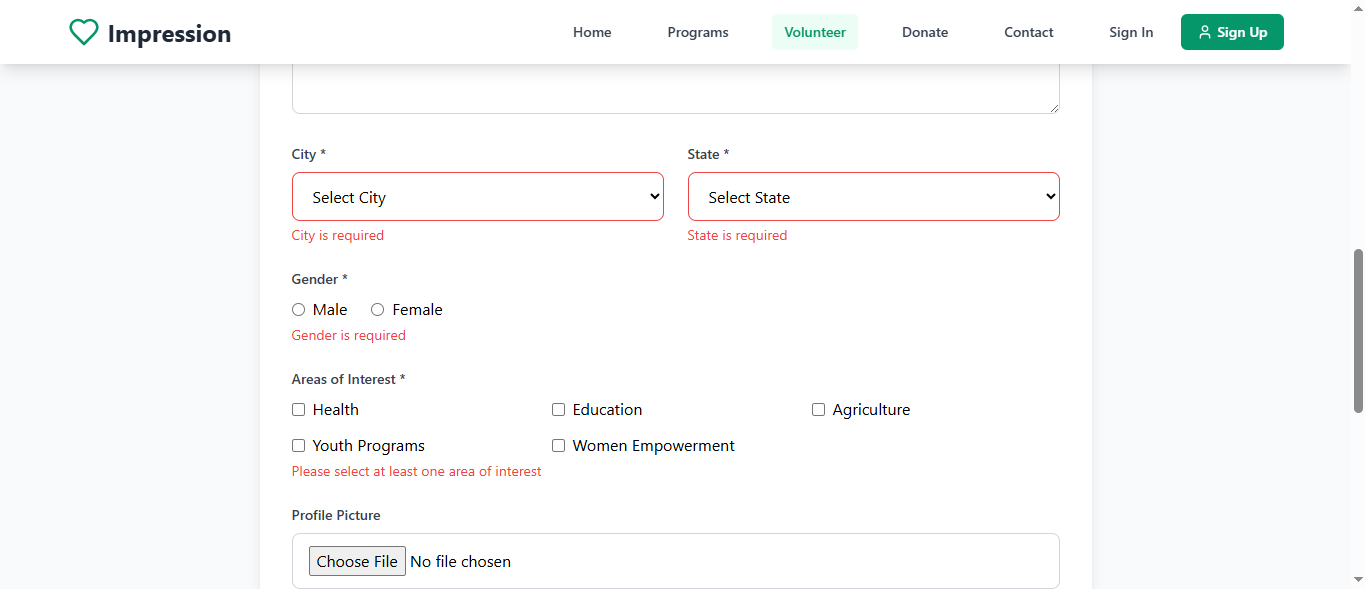 Impression
Home Programs Volunteer Donate Contact Sign In Sign Up
City * State *
Select City Select State
City is required State is required
Gender *
Male Female
Gender is required
Areas of Interest *
Health Education Agriculture
Youth Programs Women Empowerment
Please select at least one area of interest
Profile Picture
Choose File No file chosen